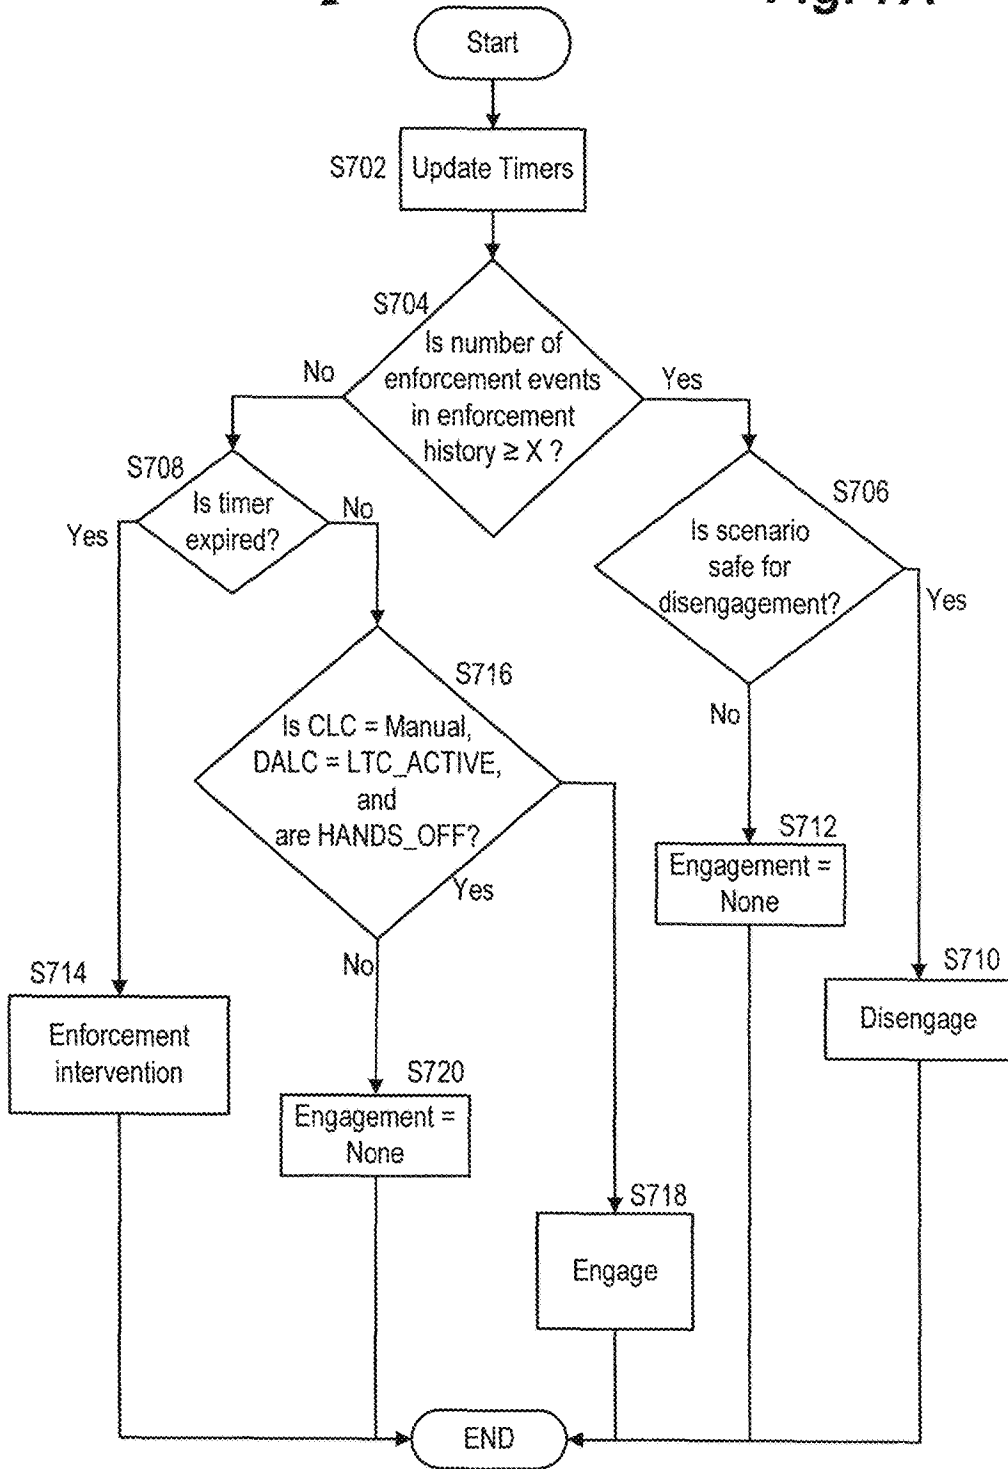 Start
S702
Update Timers
S704
Is number of
enforcement events
in enforcement
history ≥ X ?
No
Yes
S708
Is timer
expired?
Yes
No
S706
Is scenario
safe for
disengagement?
Yes
No
S716
Is CLC = Manual,
DALC = LTC_ACTIVE,
and
are HANDS_OFF?
Yes
No
S712
Engagement =
None
S710
Disengage
S714
Enforcement
intervention
S720
Engagement =
None
S718
Engage
END